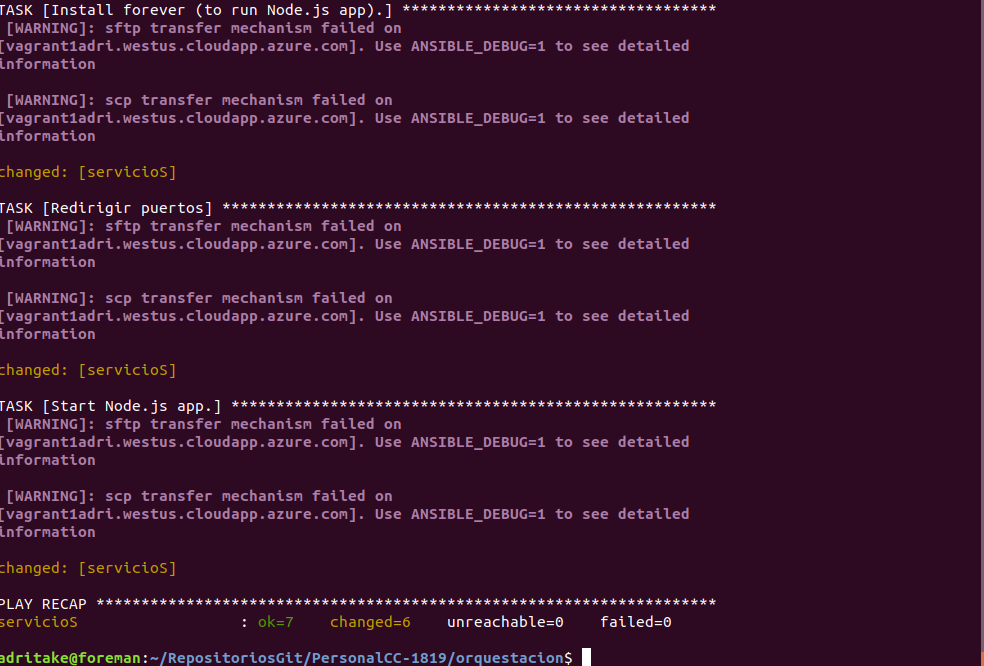 TASK [Install forever (to run Node.js app).] ***********************************
[WARNING]: sftp transfer mechanism failed on
[vagrant1adri.westus.cloudapp.azure.com]. Use ANSIBLE_DEBUG=1 to see detailed
information
[WARNING]: scp transfer mechanism failed on
[vagrant1adri.westus.cloudapp.azure.com]. Use ANSIBLE_DEBUG=1 to see detailed
information
changed: [servicioS]
TASK [Redirigir puertos] *******************************************************
[WARNING]: sftp transfer mechanism failed on
[vagrant1adri.westus.cloudapp.azure.com]. Use ANSIBLE_DEBUG=1 to see detailed
information
[WARNING]: scp transfer mechanism failed on
[vagrant1adri.westus.cloudapp.azure.com]. Use ANSIBLE_DEBUG=1 to see detailed
information
changed: [servicioS]
TASK [Start Node.js app.] ******************************************************
[WARNING]: sftp transfer mechanism failed on
[vagrant1adri.westus.cloudapp.azure.com]. Use ANSIBLE_DEBUG=1 to see detailed
information
[WARNING]: scp transfer mechanism failed on
[vagrant1adri.westus.cloudapp.azure.com]. Use ANSIBLE_DEBUG=1 to see detailed
information
changed: [servicioS]
PLAY RECAP *********************************************************************
servicioS : ok=7 changed=6 unreachable=0 failed=0
adritake@foreman:~/RepositoriosGit/PersonalCC-1819/orquestacion$